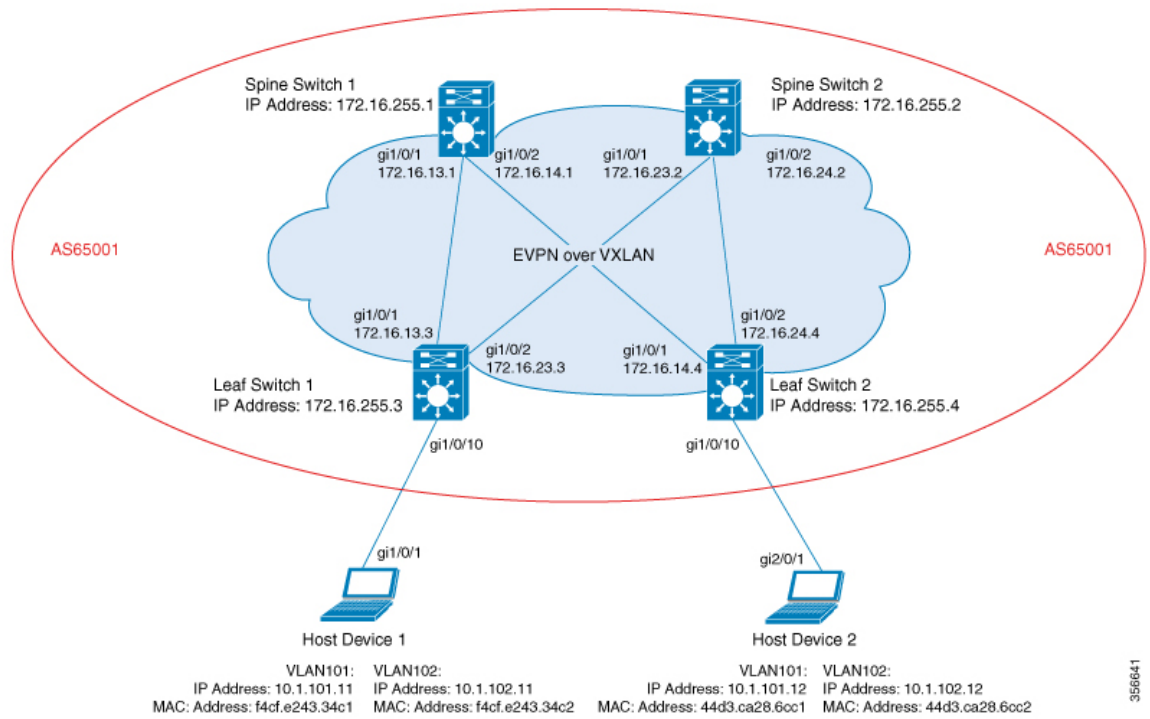 Spine Switch 1
IP Address: 172.16.255.1
Spine Switch 2
IP Address: 172.16.255.2
gi1/0/1
172.16.13.1
gi1/0/2
172.16.14.1
gi1/0/1
172.16.23.2
gi1/0/2
172.16.24.2
AS65001
EVPN over VXLAN
AS65001
gi1/0/1
172.16.13.3
gi1/0/2
172.16.23.3
gi1/0/1
172.16.14.4
gi1/0/2
172.16.24.4
Leaf Switch 1
IP Address: 172.16.255.3
Leaf Switch 2
IP Address: 172.16.255.4
gi1/0/10
gi1/0/10
gi1/0/1
gi2/0/1
Host Device 1
Host Device 2
VLAN101:
IP Address: 10.1.101.11
MAC: Address: f4cf.e243.34c1
VLAN102:
IP Address: 10.1.102.11
MAC: Address: f4cf.e243.34c2
VLAN101:
IP Address: 10.1.101.12
MAC: Address: 44d3.ca28.6cc1
VLAN102:
IP Address: 10.1.102.12
MAC: Address: 44d3.ca28.6cc2
356641